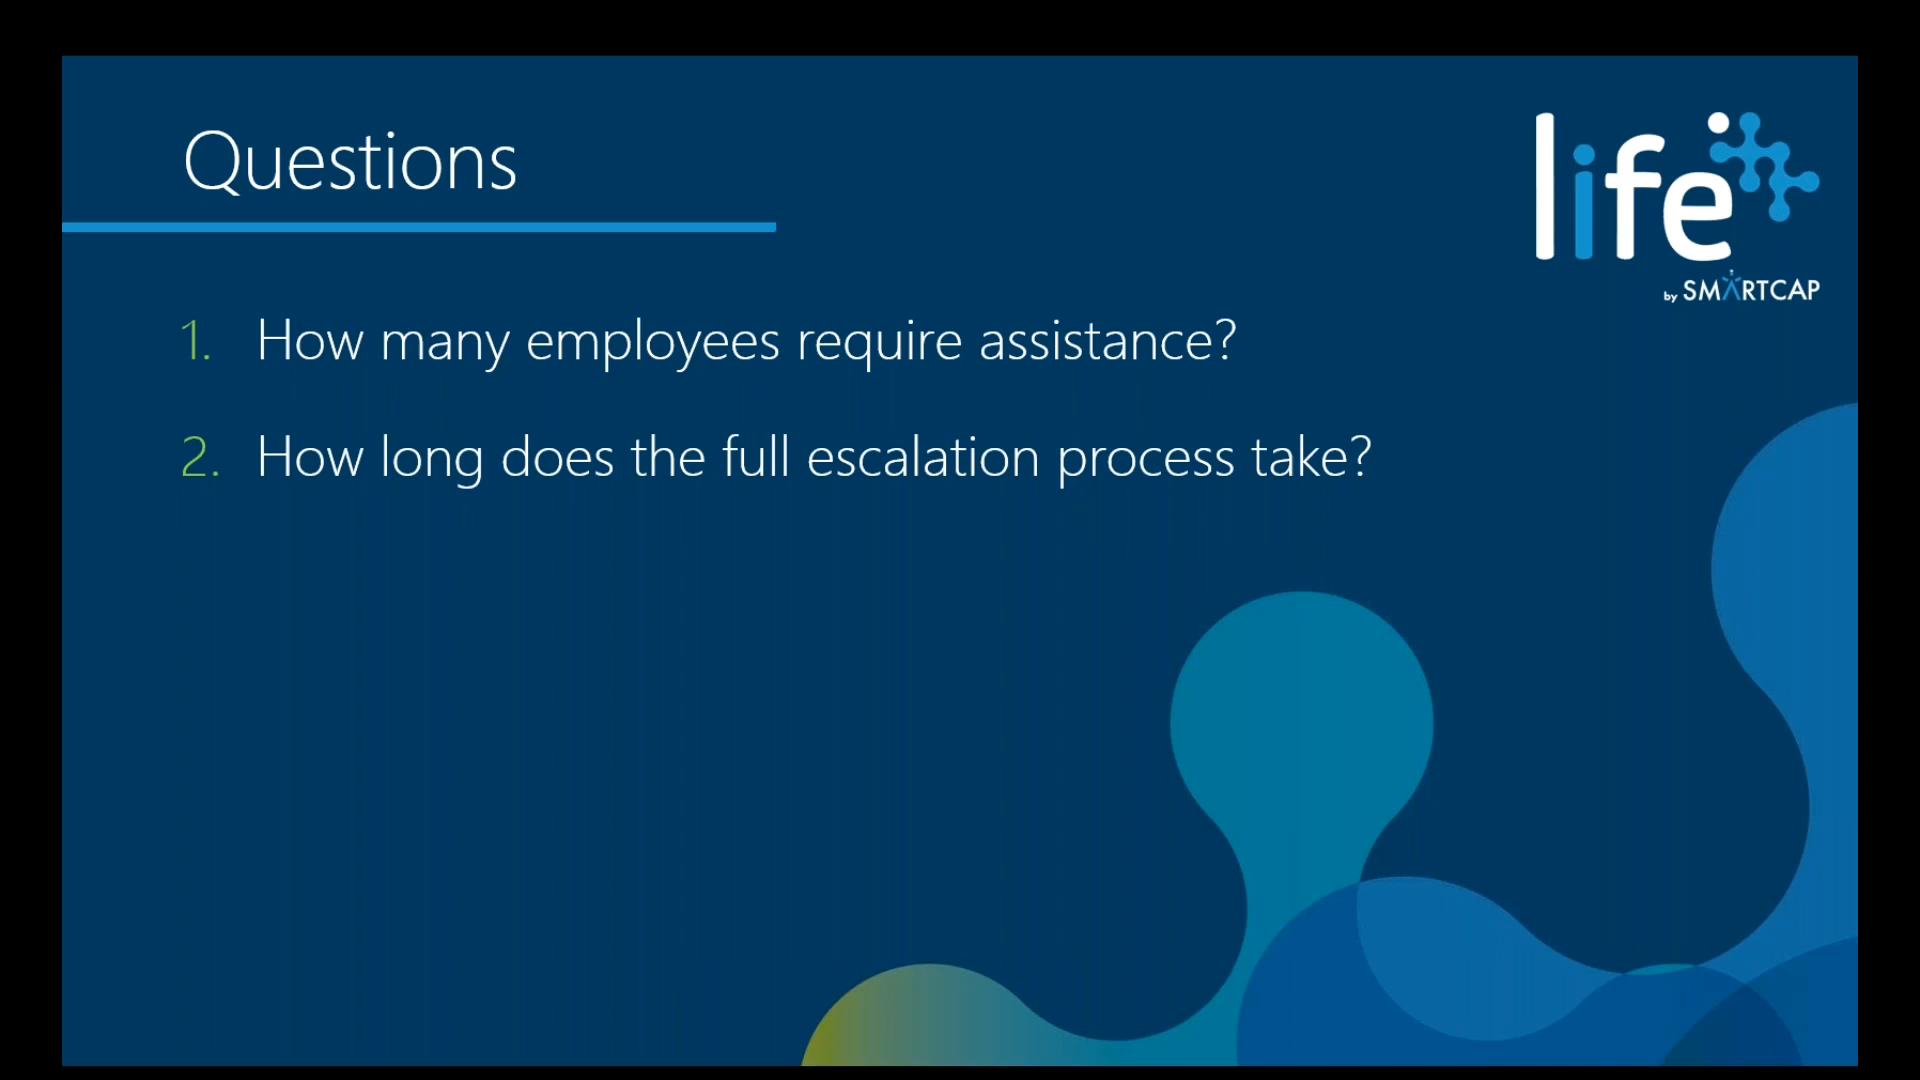 Questions
life
by SMARTCAP
1. How many employees require assistance?
2. How long does the full escalation process take?